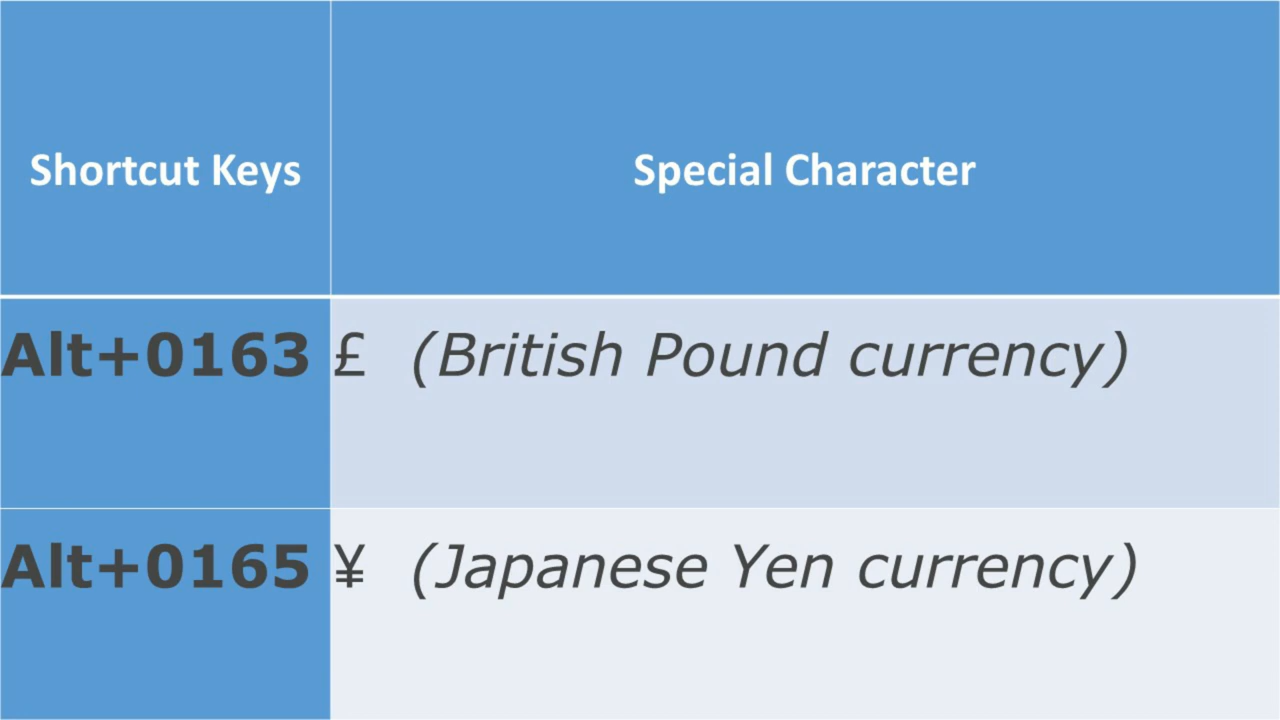 Shortcut Keys Special Character
Alt+0163 £ (British Pound currency)
Alt+0165 ¥ (Japanese Yen currency)